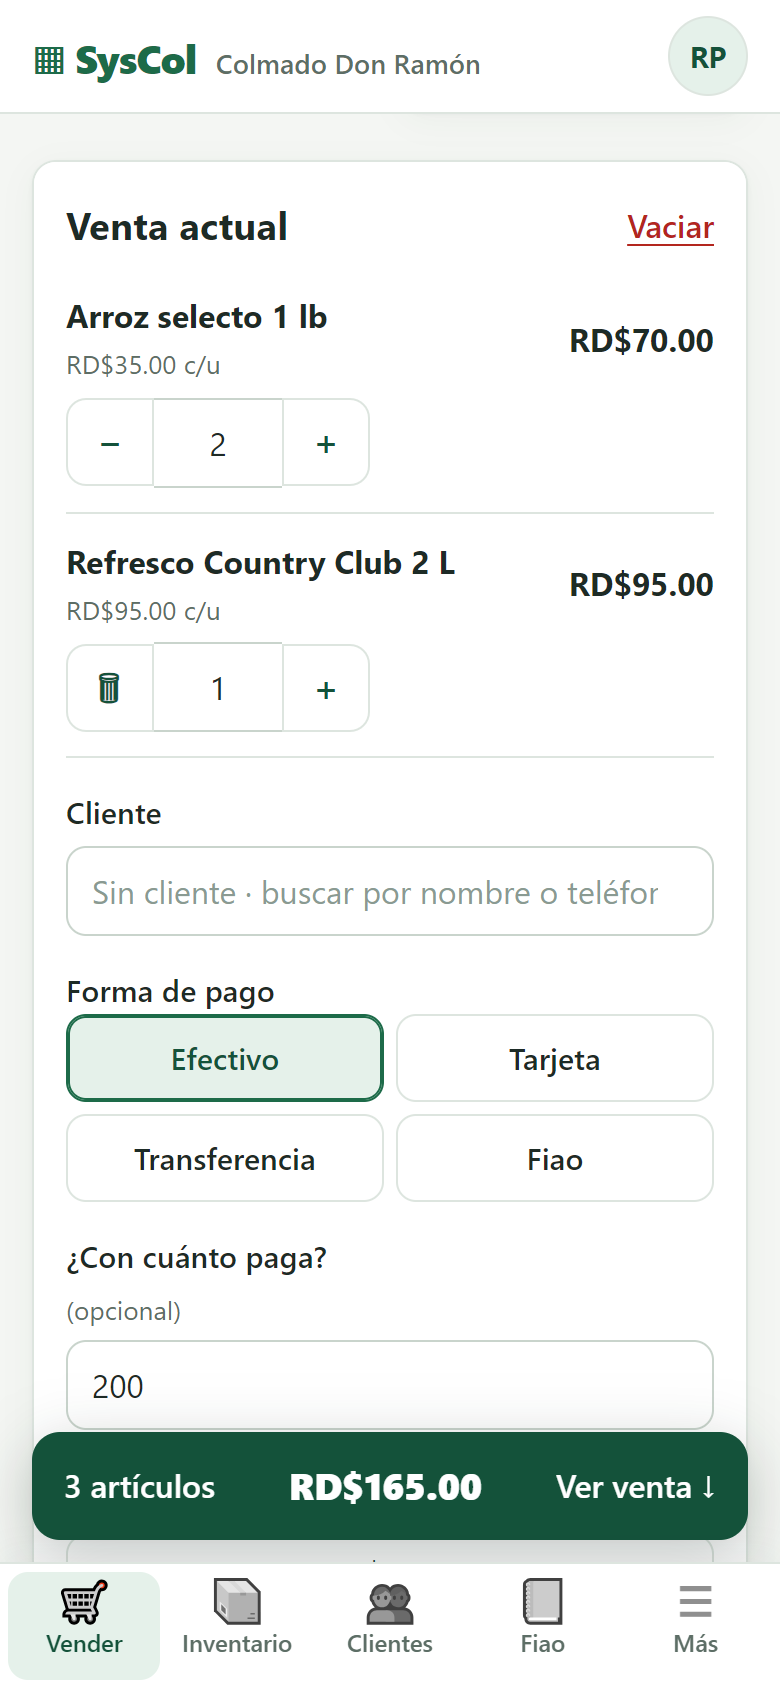 SysCol Colmado Don Ramón RP
Venta actual Vaciar
Arroz selecto 1 lb
RD$70.00
RD$35.00 c/u
− 2 +
Refresco Country Club 2 L
RD$95.00
RD$95.00 c/u
1 +
Cliente
Sin cliente · buscar por nombre o teléfor
Forma de pago
Efectivo Tarjeta
Transferencia Fiao
¿Con cuánto paga?
(opcional)
200
3 artículos RD$165.00 Ver venta ↓
Vender Inventario Clientes Fiao Más